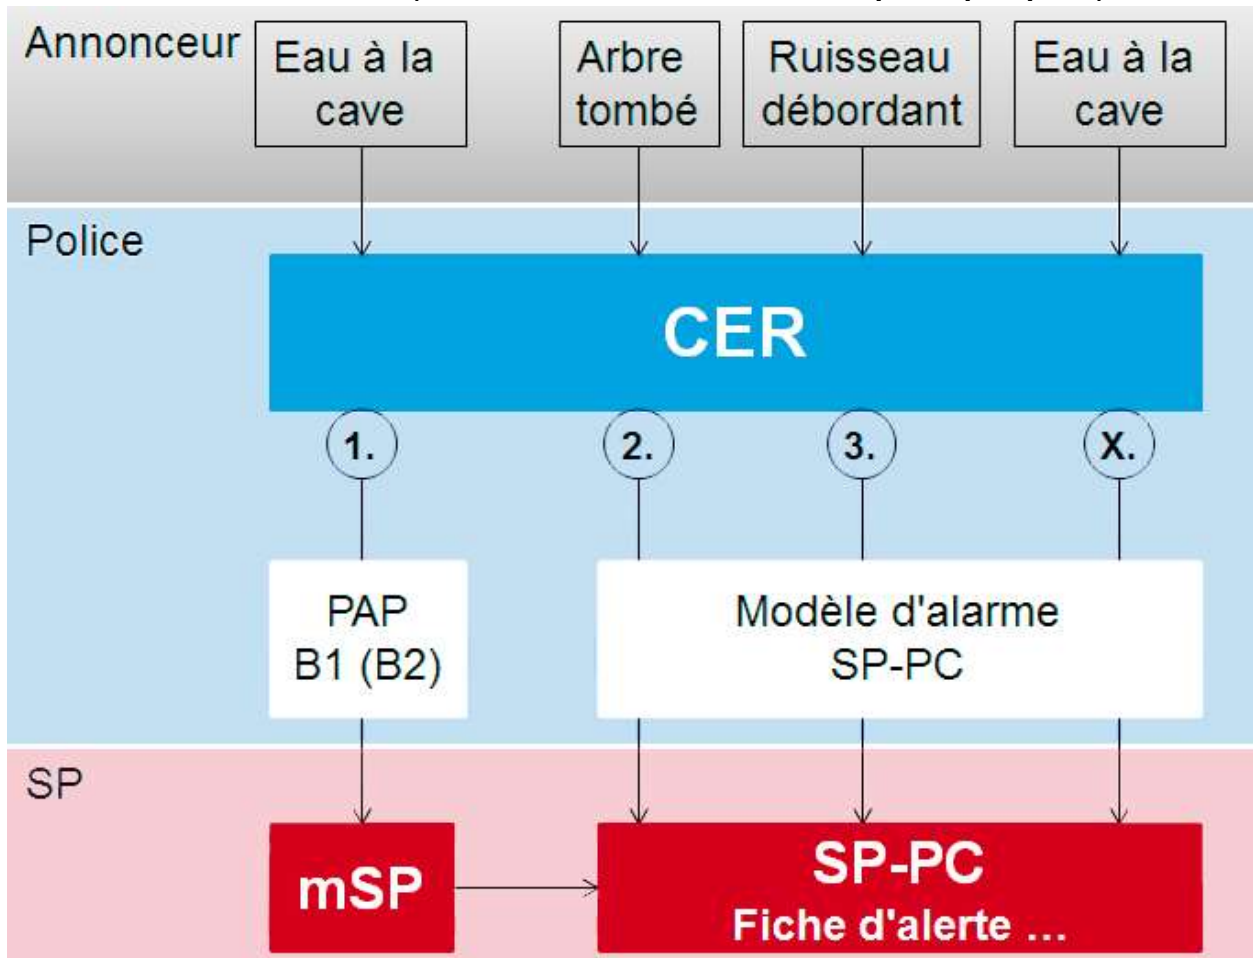 Annonceur
Eau à la
cave
Arbre
tombé
Ruisseau
débordant
Eau à la
cave
Police
CER
1.
2.
3.
X.
PAP
B1 (B2)
Modèle d'alarme
SP-PC
SP
mSP
SP-PC
Fiche d'alerte ...